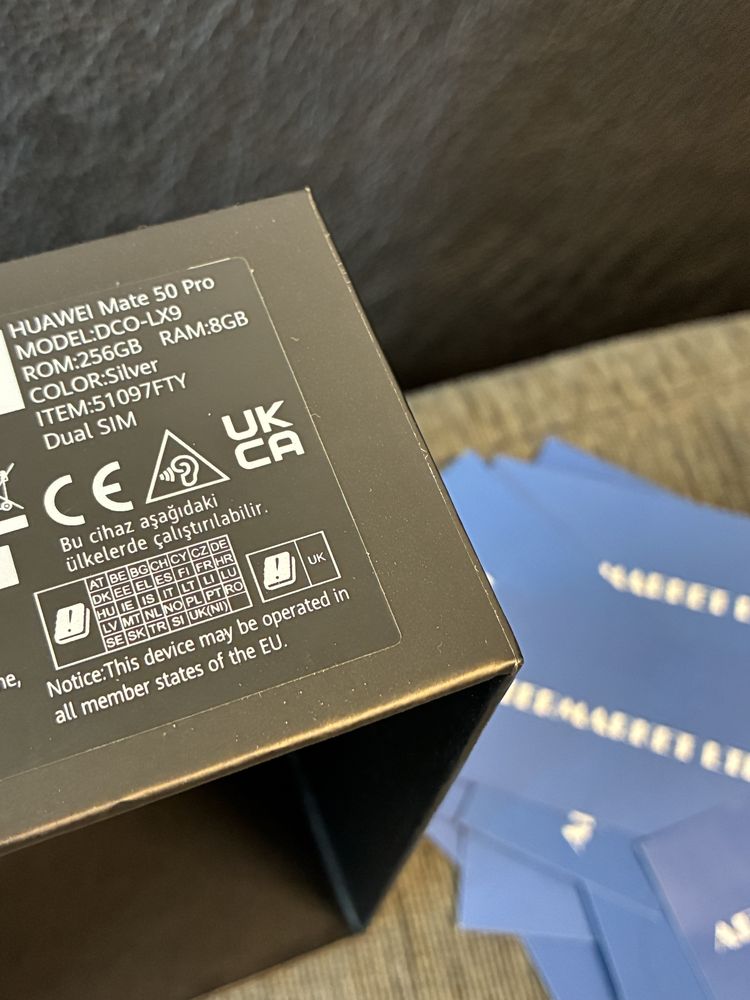 HUAWEI Mate 50 Pro
MODEL:DCO-LX9
ROM:256GB RAM:8GB
COLOR:Silver
ITEM:51097FTY
Dual SIM
CE
UK
CA
Bu cihaz aşağıdaki
ülkelerde çalıştırılabilir.
AT BE BG CH CY CZ DE
DK EE EL ES FI FR HR
HU IE IS IT LT LI LU
LV MT NL NO PL PT RO
SE SK TR SI UK(NI)
UK
Notice:This device may be operated in
all member states of the EU.